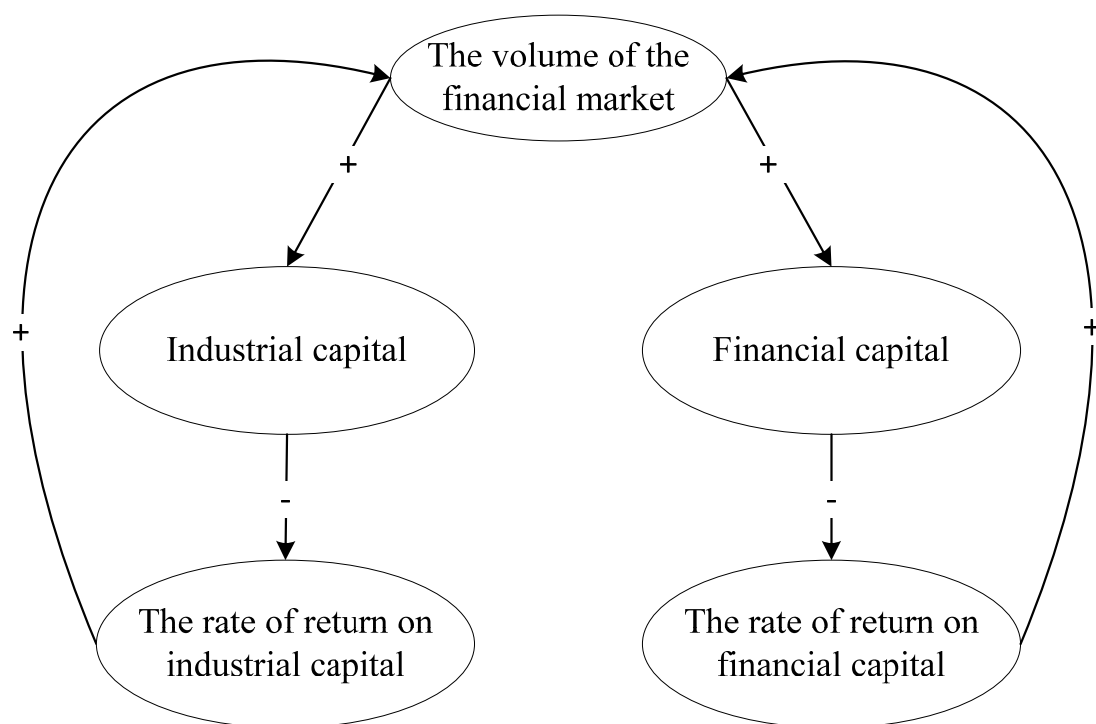 The volume of the
financial market
+
+
+
+
Industrial capital
Financial capital
-
-
The rate of return on
industrial capital
The rate of return on
financial capital